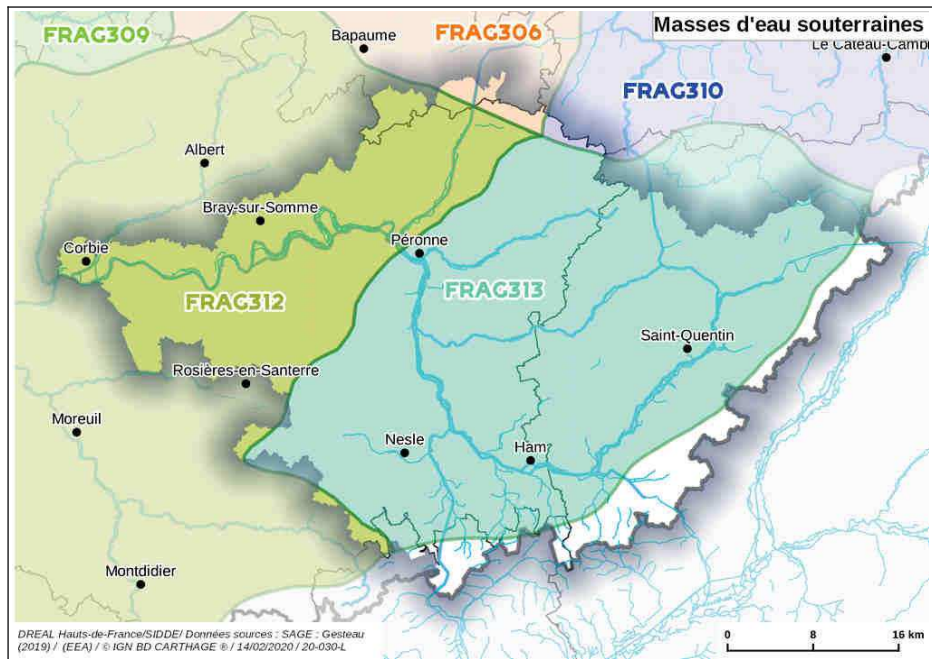 Masses d'eau souterraines
FRAG309
FRAG306
Bapaume
Le Cateau-Cambi
FRAG310
Albert
Bray-sur-Somme
Corbie
Péronne
FRAG312
FRAG313
Saint-Quentin
Rosières-en-Santerre
Moreuil
Nesle
Ham
Montdidier
DREAL Hauts-de-France/SIDDE/ Données sources : SAGE : Gesteau
(2019) / (EEA) / © IGN BD CARTHAGE ® / 14/02/2020 / 20-030-L
0 8 16 km